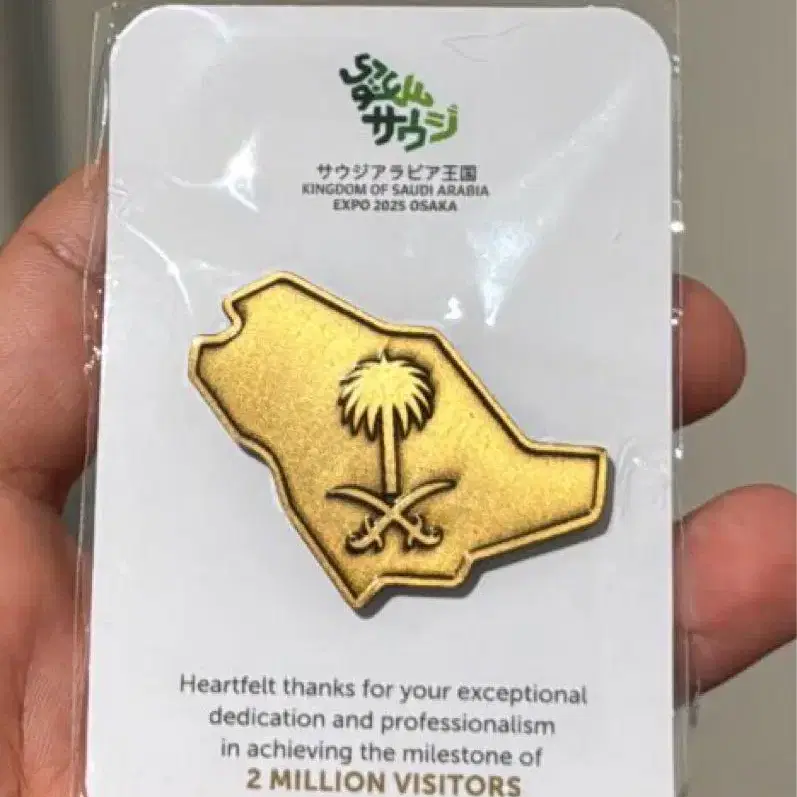 السعودية
サウジ
サウジアラビア王国
KINGDOM OF SAUDI ARABIA
EXPO 2025 OSAKA
Heartfelt thanks for your exceptional
dedication and professionalism
in achieving the milestone of
2 MILLION VISITORS